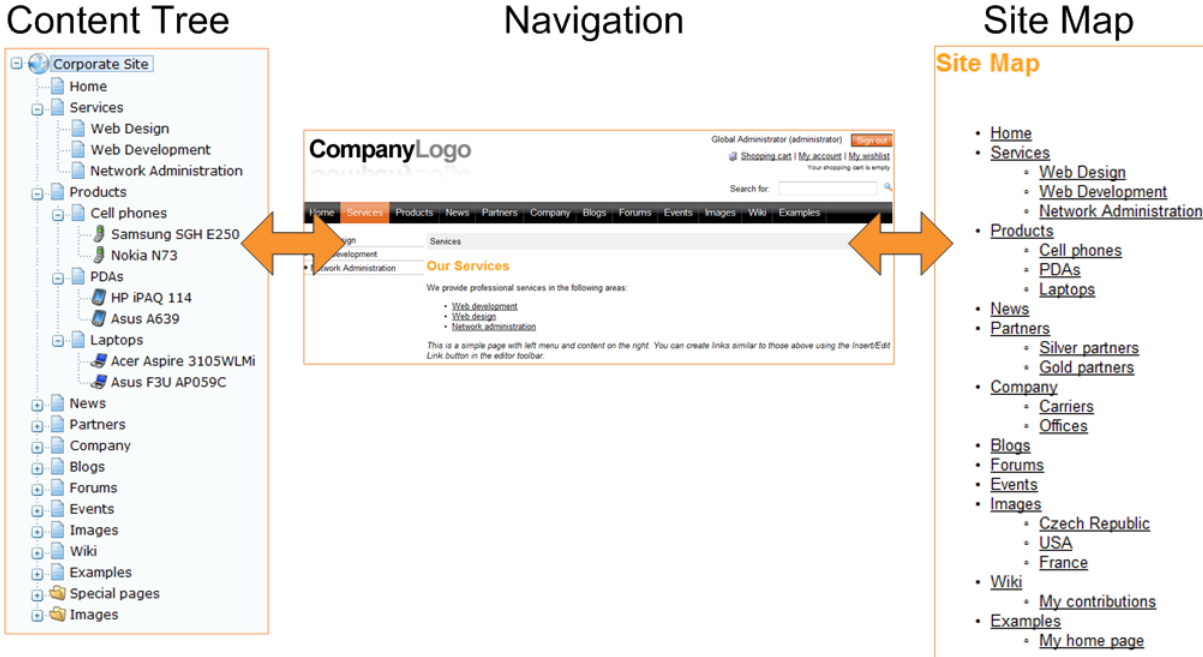 Content Tree
Navigation
Site Map
Corporate Site
Home
Services
Web Design
Web Development
Network Administration
Products
Cell phones
Samsung SGH E250
Nokia N73
PDAs
HP iPAQ 114
Asus A639
Laptops
Acer Aspire 3105WLMi
Asus F3U AP059C
News
Partners
Company
Blogs
Forums
Events
Images
Wiki
Examples
Special pages
Images
CompanyLogo
Global Administrator (administrator) Sign out
Shopping cart | My account | My wishlist
Your shopping cart is empty
Search for:
Home Services Products News Partners Company Blogs Forums Events Images Wiki Examples
Services
Network Administration
Our Services
We provide professional services in the following areas:
• Web development
• Web design
• Network administration
This is a simple page with left menu and content on the right. You can create links similar to those above using the Insert/Edit
Link button in the editor toolbar.
Site Map
• Home
• Services
∘ Web Design
∘ Web Development
∘ Network Administration
• Products
∘ Cell phones
∘ PDAs
∘ Laptops
• News
• Partners
∘ Silver partners
∘ Gold partners
• Company
∘ Carriers
∘ Offices
• Blogs
• Forums
• Events
• Images
∘ Czech Republic
∘ USA
∘ France
• Wiki
∘ My contributions
• Examples
∘ My home page